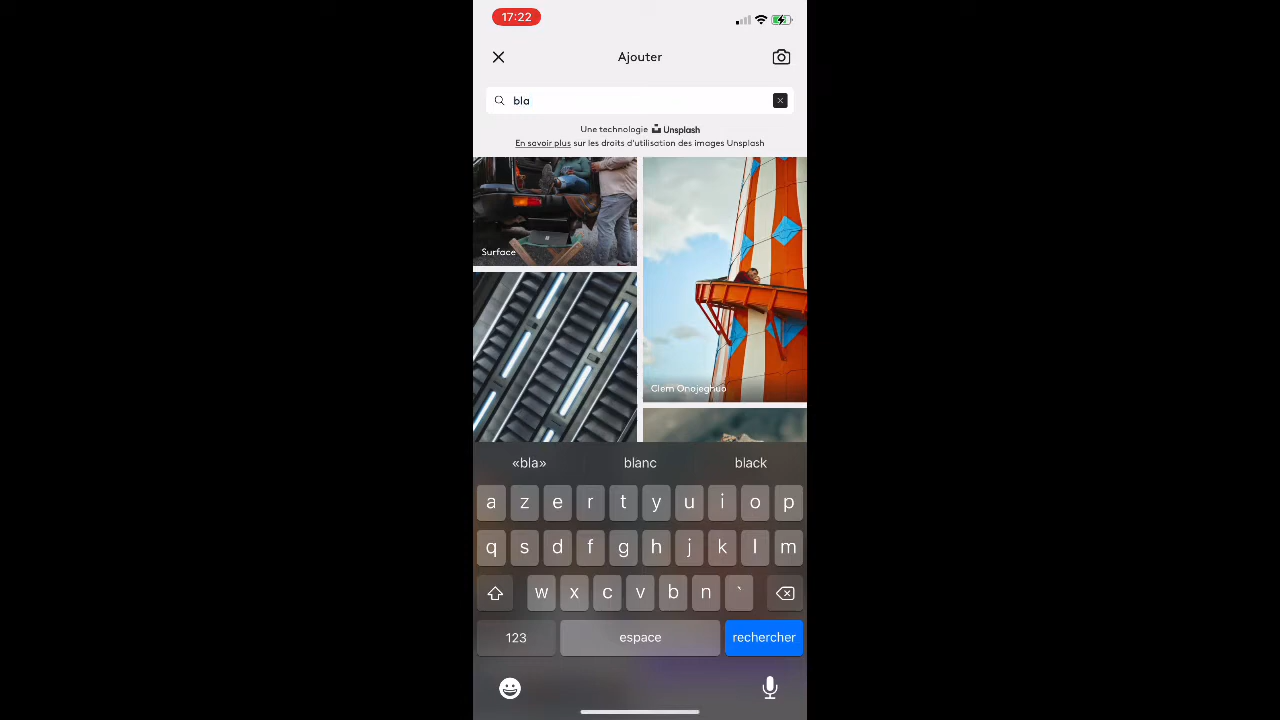 17:22
Ajouter
bla
Une technologie Unsplash
En savoir plus sur les droits d'utilisation des images Unsplash
Surface
Clem Onojeghuo
«bla» blanc black
a z e r t y u i o p
q s d f g h j k l m
w x c v b n `
123 espace rechercher